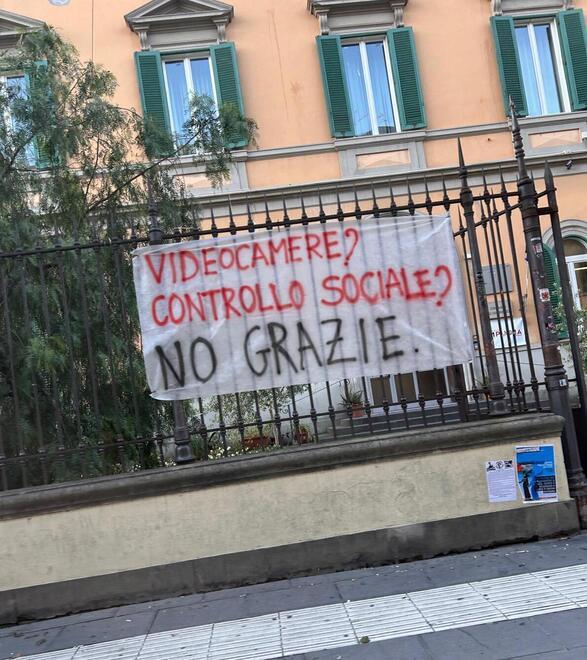 VIDEOCAMERE?
CONTROLLO SOCIALE?
NO GRAZIE.